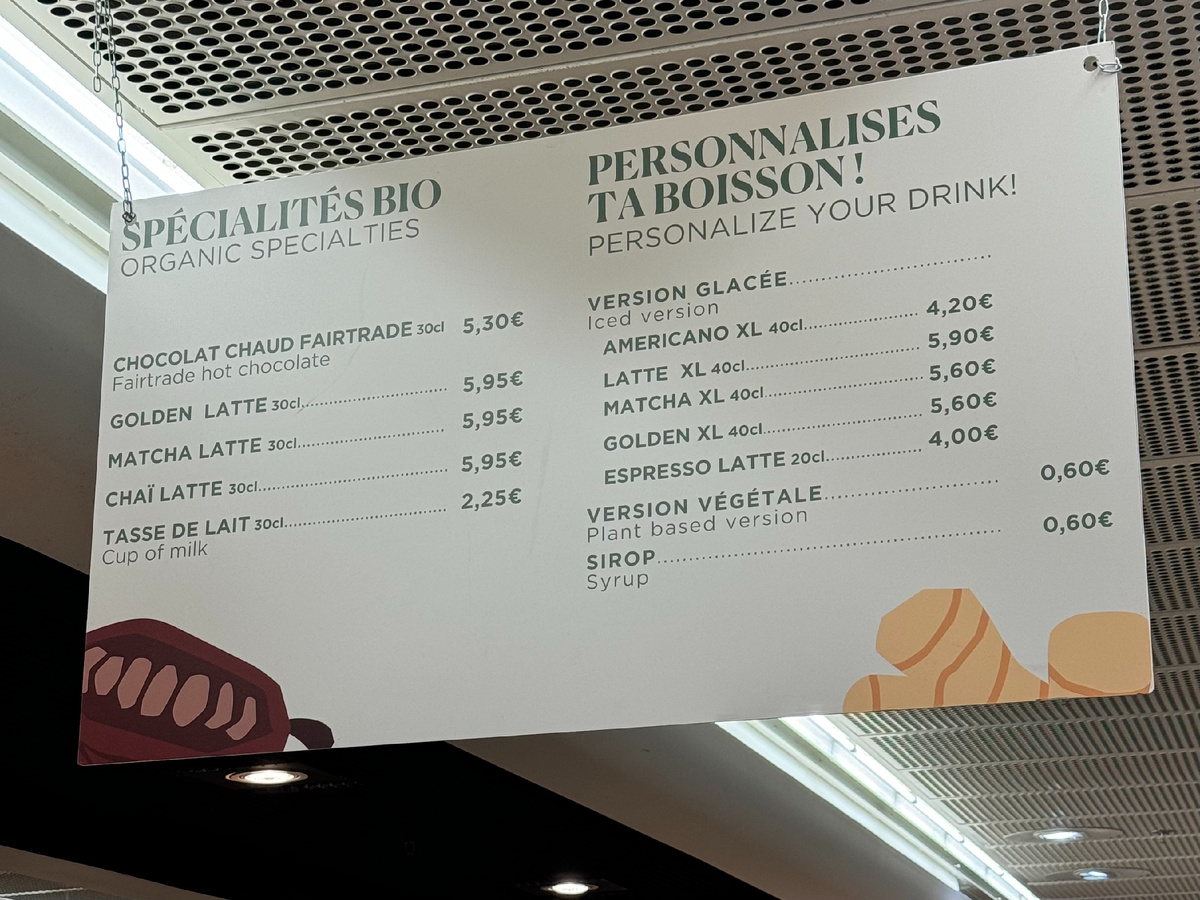 SPÉCIALITÉS BIO
ORGANIC SPECIALTIES
CHOCOLAT CHAUD FAIRTRADE 30cl 5,30€
Fairtrade hot chocolate
GOLDEN LATTE 30cl........................ 5,95€
MATCHA LATTE 30cl........................ 5,95€
CHAÏ LATTE 30cl........................ 5,95€
TASSE DE LAIT 30cl........................ 2,25€
Cup of milk
PERSONNALISES
TA BOISSON !
PERSONALIZE YOUR DRINK!
VERSION GLACÉE........................
Iced version
AMERICANO XL 40cl........................ 4,20€
LATTE XL 40cl........................ 5,90€
MATCHA XL 40cl........................ 5,60€
GOLDEN XL 40cl........................ 5,60€
ESPRESSO LATTE 20cl........................ 4,00€
VERSION VÉGÉTALE........................ 0,60€
Plant based version
SIROP........................ 0,60€
Syrup